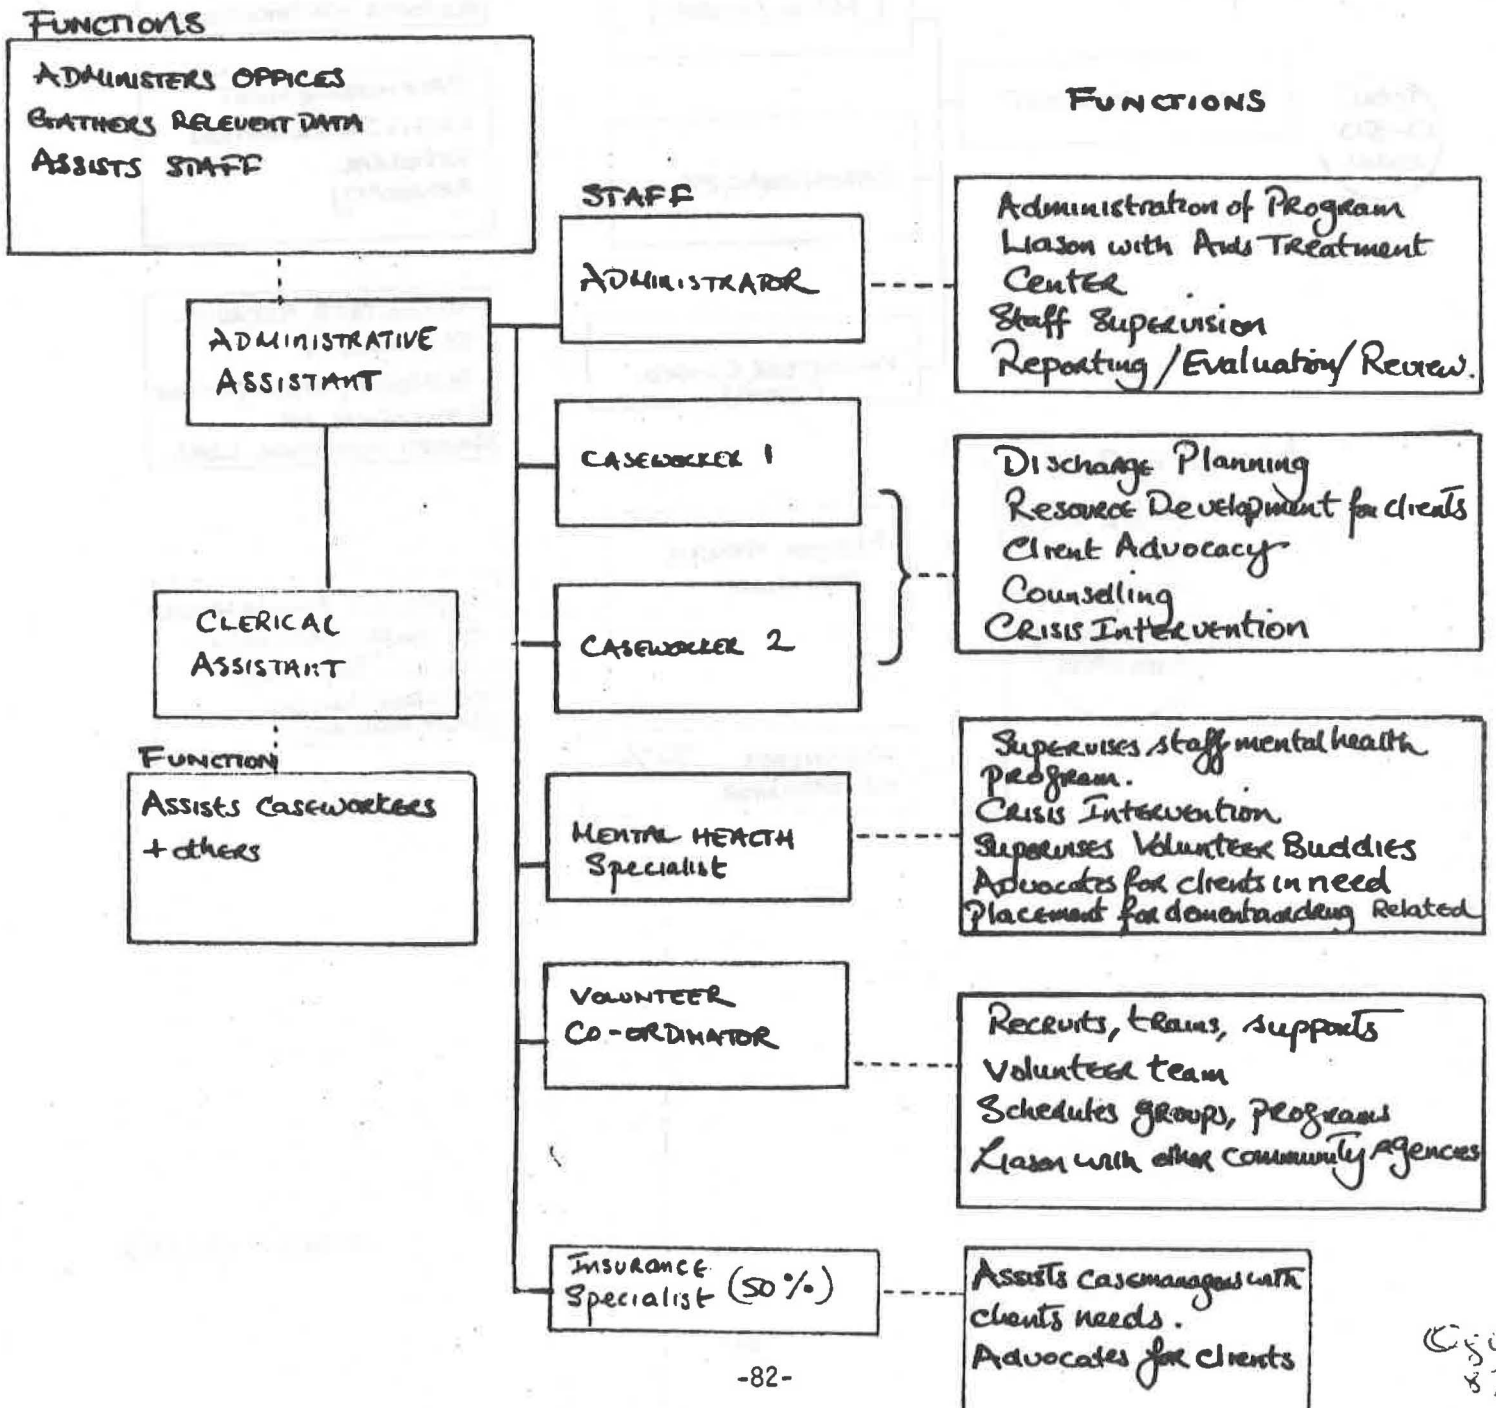 FUNCTIONS
ADMINISTERS OFFICES
GATHERS RELEVENT DATA
ASSISTS STAFF
ADMINISTRATIVE
ASSISTANT
CLERICAL
ASSISTANT
FUNCTION
ASSISTS CASEWORKERS
+ others
STAFF
ADMINISTRATOR
CASEWORKER 1
CASEWORKER 2
MENTAL HEALTH
Specialist
VOLUNTEER
CO-ORDINATOR
INSURANCE
Specialist (50%)
FUNCTIONS
Administration of Program
Liason with Aids Treatment
Center
Staff Supervision
Reporting / Evaluation / Review.
Discharge Planning
Resource Development for clients
Client Advocacy
Counselling
Crisis Intervention
Supervises staff mental health
program.
Crisis Intervention
Supervises Volunteer Buddies
Advocates for clients in need
Placement for Related
Recruits, trains, supports
Volunteer team
Schedules groups, programs
Liason with other community Agencies
Assists casemanagers with
clients needs.
Advocates for clients
-82-